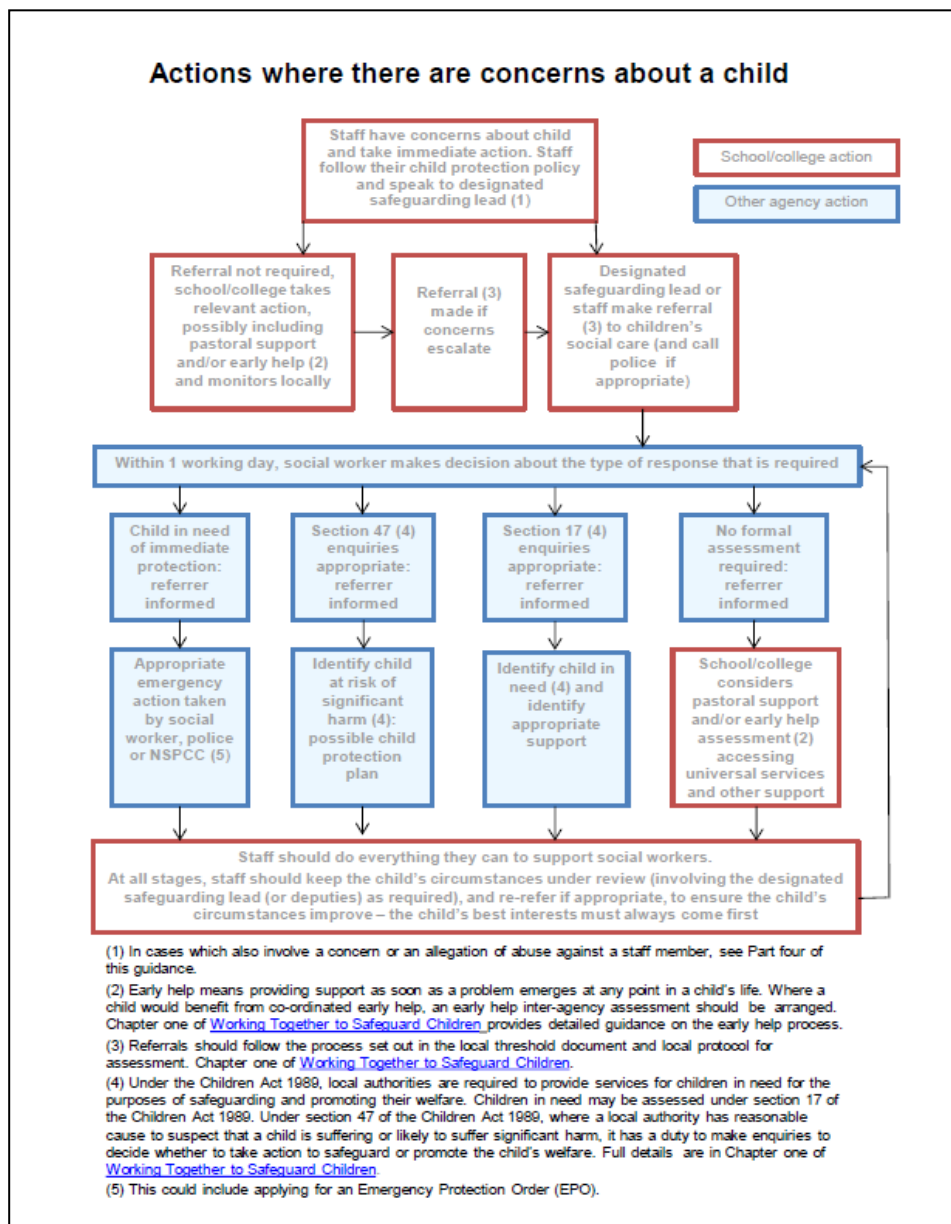 Actions where there are concerns about a child
Staff have concerns about child
and take immediate action. Staff
follow their child protection policy
and speak to designated
safeguarding lead (1)
School/college action
Other agency action
Referral not required,
school/college takes
relevant action,
possibly including
pastoral support
and/or early help (2)
and monitors locally
Referral (3)
made if
concerns
escalate
Designated
safeguarding lead or
staff make referral
(3) to children's
social care (and call
police if
appropriate)
Within 1 working day, social worker makes decision about the type of response that is required
Child in need
of immediate
protection:
referrer
informed
Section 47 (4)
enquiries
appropriate:
referrer
informed
Section 17 (4)
enquiries
appropriate:
referrer
informed
No formal
assessment
required:
referrer
informed
Appropriate
emergency
action taken
by social
worker, police
or NSPCC (5)
Identify child
at risk of
significant
harm (4):
possible child
protection
plan
Identify child in
need (4) and
identify
appropriate
support
School/college
considers
pastoral support
and/or early help
assessment (2)
accessing
universal services
and other support
Staff should do everything they can to support social workers.
At all stages, staff should keep the child's circumstances under review (involving the designated
safeguarding lead (or deputies) as required), and re-refer if appropriate, to ensure the child's
circumstances improve – the child's best interests must always come first
(1) In cases which also involve a concern or an allegation of abuse against a staff member, see Part four of
this guidance.
(2) Early help means providing support as soon as a problem emerges at any point in a child's life. Where a
child would benefit from co-ordinated early help, an early help inter-agency assessment should be arranged.
Chapter one of Working Together to Safeguard Children provides detailed guidance on the early help process.
(3) Referrals should follow the process set out in the local threshold document and local protocol for
assessment. Chapter one of Working Together to Safeguard Children.
(4) Under the Children Act 1989, local authorities are required to provide services for children in need for the
purposes of safeguarding and promoting their welfare. Children in need may be assessed under section 17 of
the Children Act 1989. Under section 47 of the Children Act 1989, where a local authority has reasonable
cause to suspect that a child is suffering or likely to suffer significant harm, it has a duty to make enquiries to
decide whether to take action to safeguard or promote the child's welfare. Full details are in Chapter one of
Working Together to Safeguard Children.
(5) This could include applying for an Emergency Protection Order (EPO).